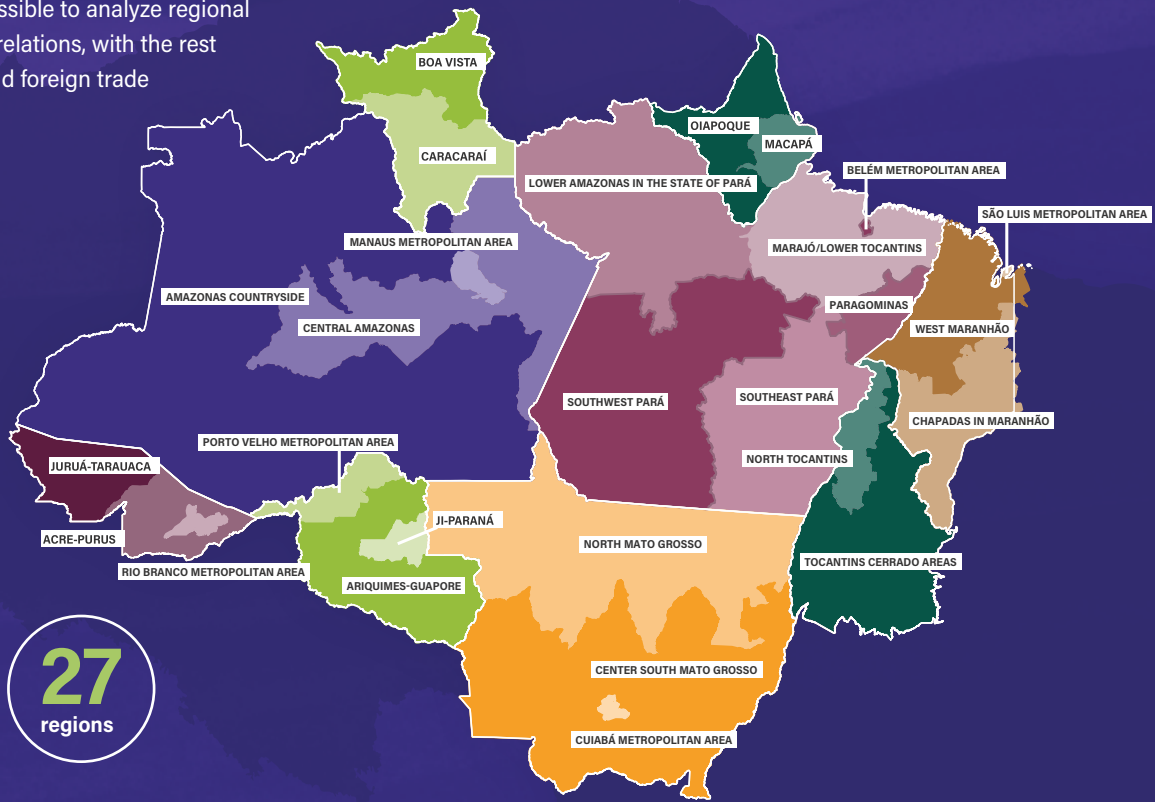 ssible to analyze regional
relations, with the rest
d foreign trade
BOA VISTA
OIAPOQUE
MACAPÁ
CARACARAÍ
BELÉM METROPOLITAN AREA
LOWER AMAZONAS IN THE STATE OF PARÁ
SÃO LUIS METROPOLITAN AREA
MANAUS METROPOLITAN AREA
MARAJÓ/LOWER TOCANTINS
AMAZONAS COUNTRYSIDE
PARAGOMINAS
CENTRAL AMAZONAS
WEST MARANHÃO
SOUTHWEST PARÁ
SOUTHEAST PARÁ
CHAPADAS IN MARANHÃO
PORTO VELHO METROPOLITAN AREA
NORTH TOCANTINS
JURUÁ-TARAUACA
JI-PARANÁ
ACRE-PURUS
NORTH MATO GROSSO
TOCANTINS CERRADO AREAS
RIO BRANCO METROPOLITAN AREA
ARIQUIMES-GUAPORE
CENTER SOUTH MATO GROSSO
27
regions
CUIABÁ METROPOLITAN AREA